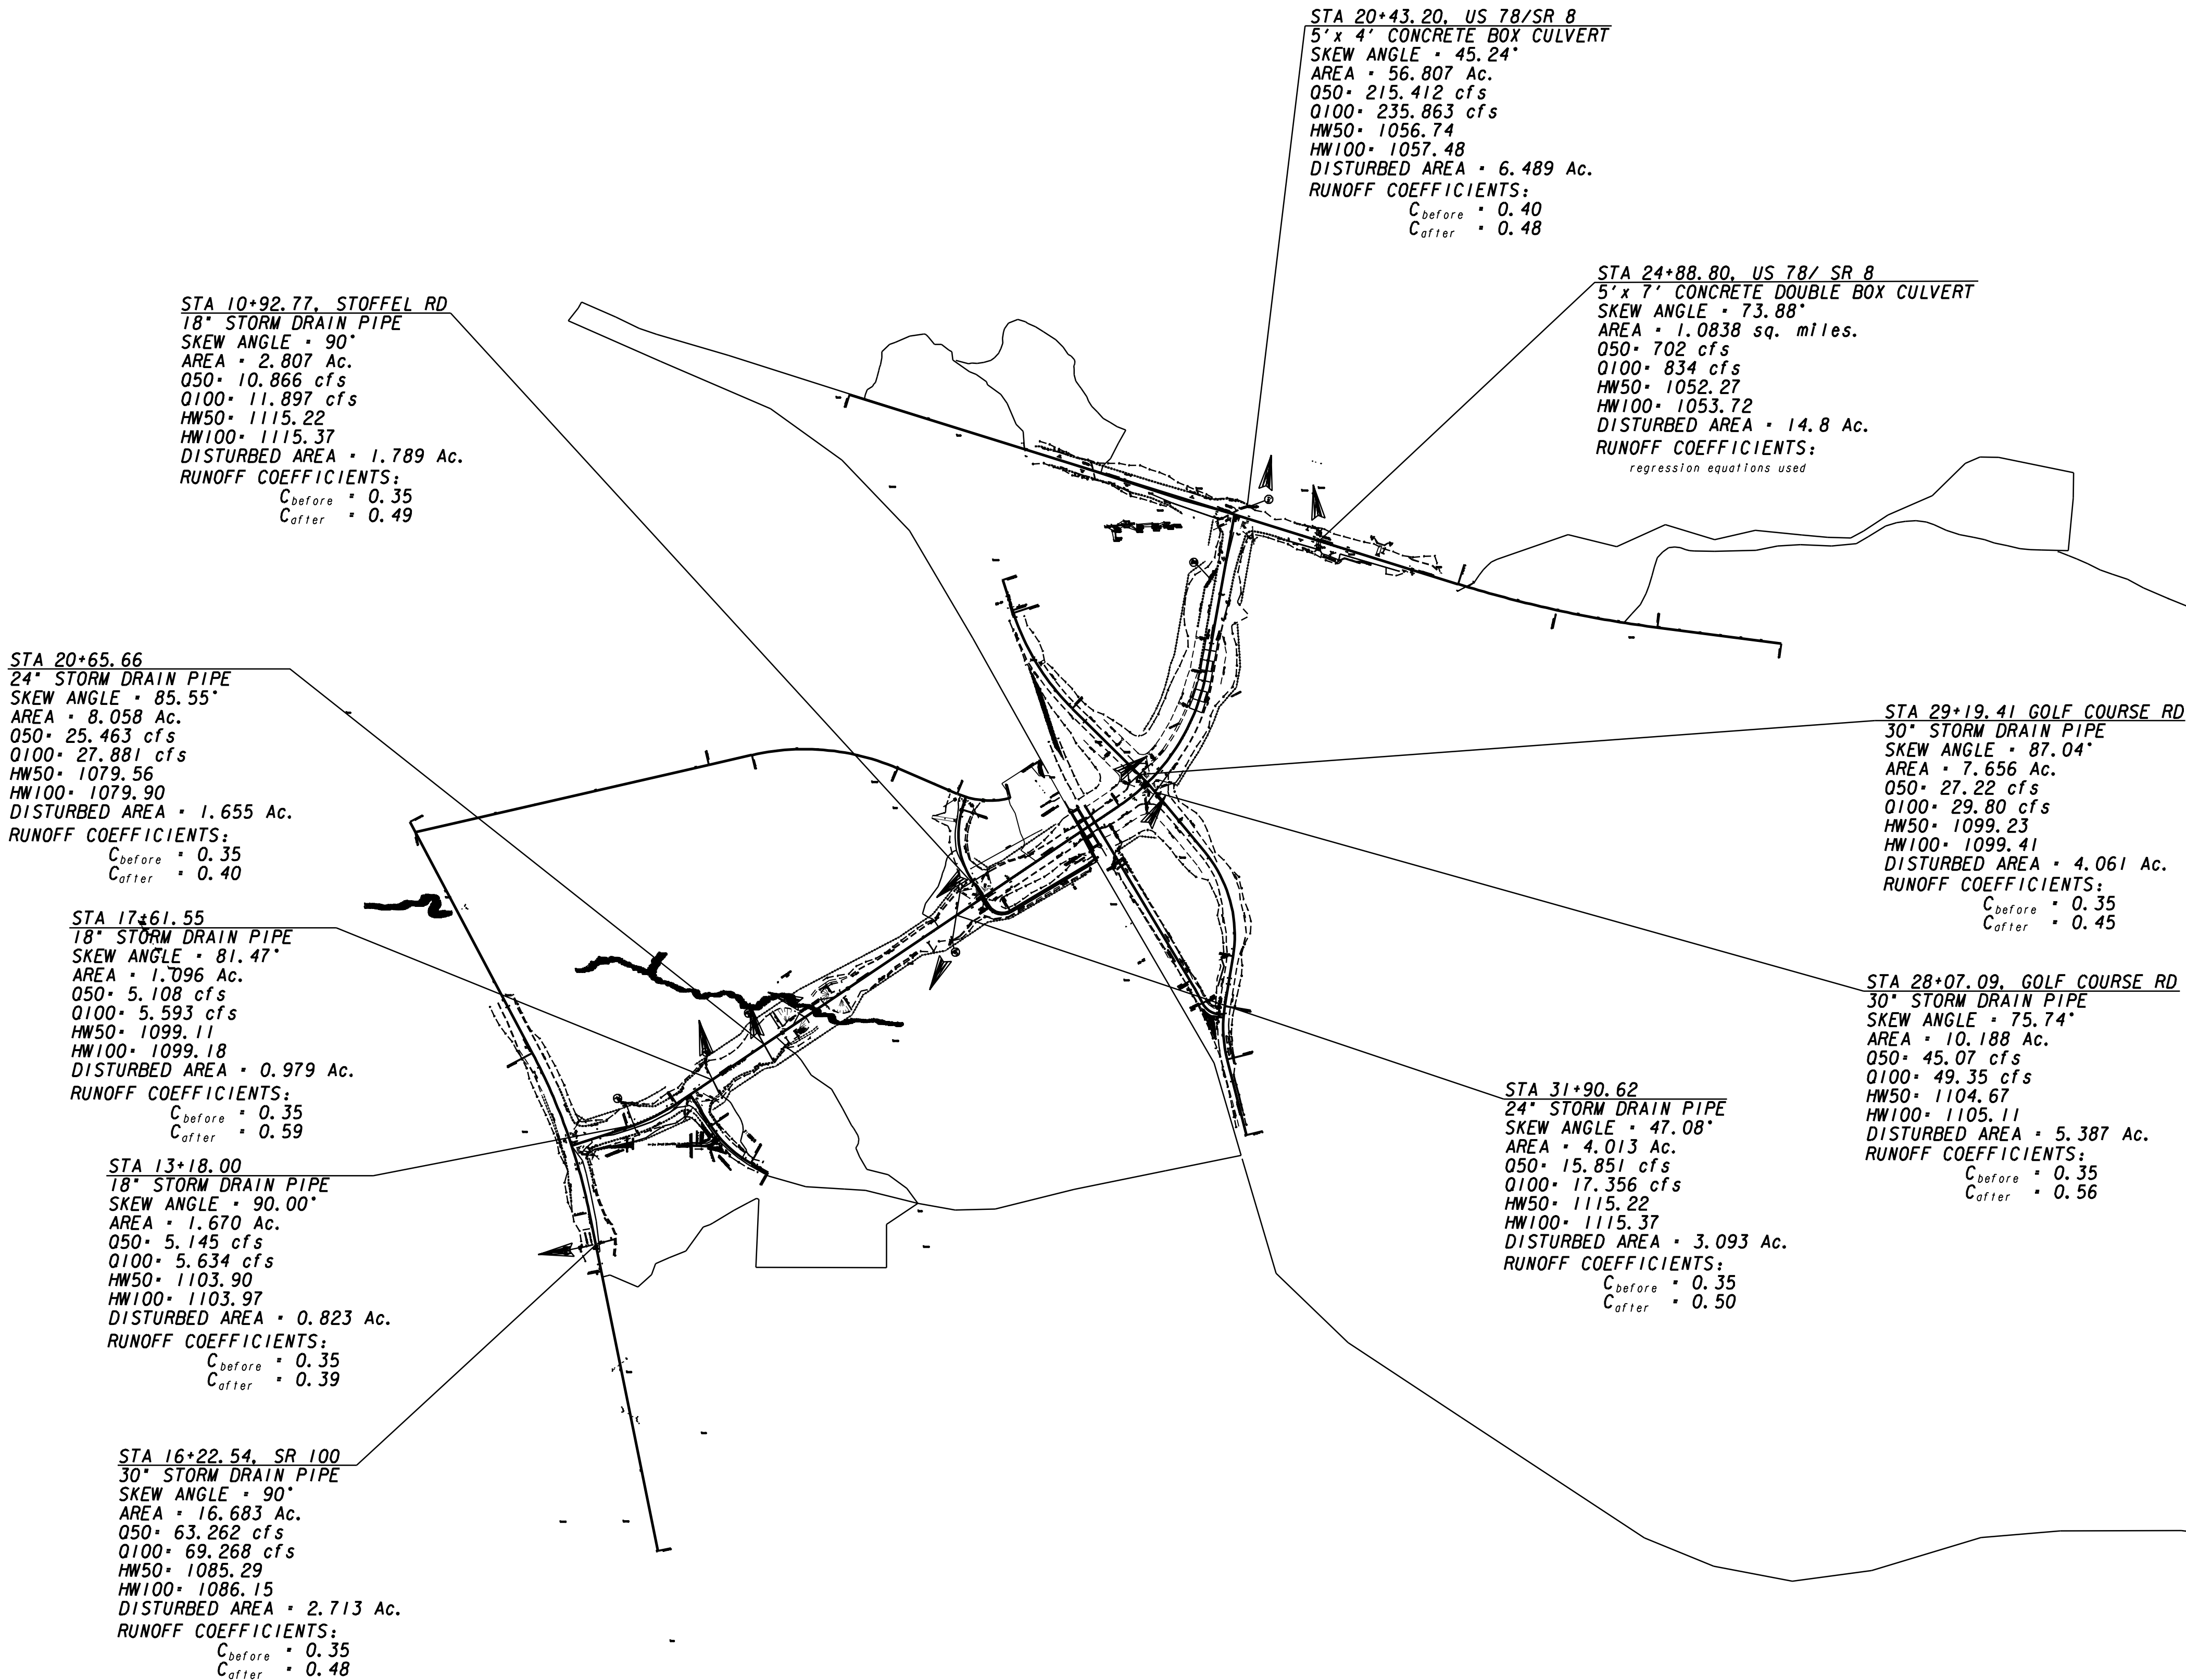 STA 20+43.20, US 78/SR 8
5'x 4' CONCRETE BOX CULVERT
SKEW ANGLE = 45.24°
AREA = 56.807 Ac.
Q50= 215.412 cfs
Q100= 235.863 cfs
HW50= 1056.74
HW100= 1057.48
DISTURBED AREA = 6.489 Ac.
RUNOFF COEFFICIENTS:
Cbefore = 0.40
Cafter = 0.48
STA 24+88.80, US 78/ SR 8
5'x 7' CONCRETE DOUBLE BOX CULVERT
SKEW ANGLE = 73.88°
AREA = 1.0838 sq. miles.
Q50= 702 cfs
Q100= 834 cfs
HW50= 1052.27
HW100= 1053.72
DISTURBED AREA = 14.8 Ac.
RUNOFF COEFFICIENTS:
regression equations used
STA 10+92.77, STOFFEL RD
18" STORM DRAIN PIPE
SKEW ANGLE = 90°
AREA = 2.807 Ac.
Q50= 10.866 cfs
Q100= 11.897 cfs
HW50= 1115.22
HW100= 1115.37
DISTURBED AREA = 1.789 Ac.
RUNOFF COEFFICIENTS:
Cbefore = 0.35
Cafter = 0.49
STA 20+65.66
24" STORM DRAIN PIPE
SKEW ANGLE = 85.55°
AREA = 8.058 Ac.
Q50= 25.463 cfs
Q100= 27.881 cfs
HW50= 1079.56
HW100= 1079.90
DISTURBED AREA = 1.655 Ac.
RUNOFF COEFFICIENTS:
Cbefore = 0.35
Cafter = 0.40
STA 29+19.41 GOLF COURSE RD
30" STORM DRAIN PIPE
SKEW ANGLE = 87.04°
AREA = 7.656 Ac.
Q50= 27.22 cfs
Q100= 29.80 cfs
HW50= 1099.23
HW100= 1099.41
DISTURBED AREA = 4.061 Ac.
RUNOFF COEFFICIENTS:
Cbefore = 0.35
Cafter = 0.45
STA 17+61.55
18" STORM DRAIN PIPE
SKEW ANGLE = 81.47°
AREA = 1.096 Ac.
Q50= 5.108 cfs
Q100= 5.593 cfs
HW50= 1099.11
HW100= 1099.18
DISTURBED AREA = 0.979 Ac.
RUNOFF COEFFICIENTS:
Cbefore = 0.35
Cafter = 0.59
STA 28+07.09, GOLF COURSE RD
30" STORM DRAIN PIPE
SKEW ANGLE = 75.74°
AREA = 10.188 Ac.
Q50= 45.07 cfs
Q100= 49.35 cfs
HW50= 1104.67
HW100= 1105.11
DISTURBED AREA = 5.387 Ac.
RUNOFF COEFFICIENTS:
Cbefore = 0.35
Cafter = 0.56
STA 31+90.62
24" STORM DRAIN PIPE
SKEW ANGLE = 47.08°
AREA = 4.013 Ac.
Q50= 15.851 cfs
Q100= 17.356 cfs
HW50= 1115.22
HW100= 1115.37
DISTURBED AREA = 3.093 Ac.
RUNOFF COEFFICIENTS:
Cbefore = 0.35
Cafter = 0.50
STA 13+18.00
18" STORM DRAIN PIPE
SKEW ANGLE = 90.00°
AREA = 1.670 Ac.
Q50= 5.145 cfs
Q100= 5.634 cfs
HW50= 1103.90
HW100= 1103.97
DISTURBED AREA = 0.823 Ac.
RUNOFF COEFFICIENTS:
Cbefore = 0.35
Cafter = 0.39
STA 16+22.54, SR 100
30" STORM DRAIN PIPE
SKEW ANGLE = 90°
AREA = 16.683 Ac.
Q50= 63.262 cfs
Q100= 69.268 cfs
HW50= 1085.29
HW100= 1086.15
DISTURBED AREA = 2.713 Ac.
RUNOFF COEFFICIENTS:
Cbefore = 0.35
Cafter = 0.48